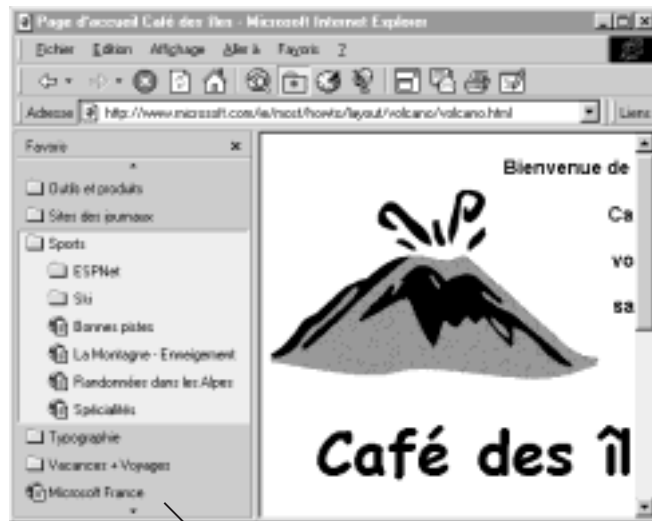 Page d'accueil Café des îles - Microsoft Internet Explorer
Fichier Edition Affichage Aller à Favoris ?
Adresse http://www.microsoft.com/ie/most/howto/layout/volcano/volcano.html Liens
Favoris
Outils et produits
Sites des journaux
Sports
ESPNet
Ski
Bonnes pistes
La Montagne - Enneigement
Randonnées dans les Alpes
Spécialités
Typographie
Vacances + Voyages
Microsoft France
Bienvenue de
Ca
vo
sa
Café des îl